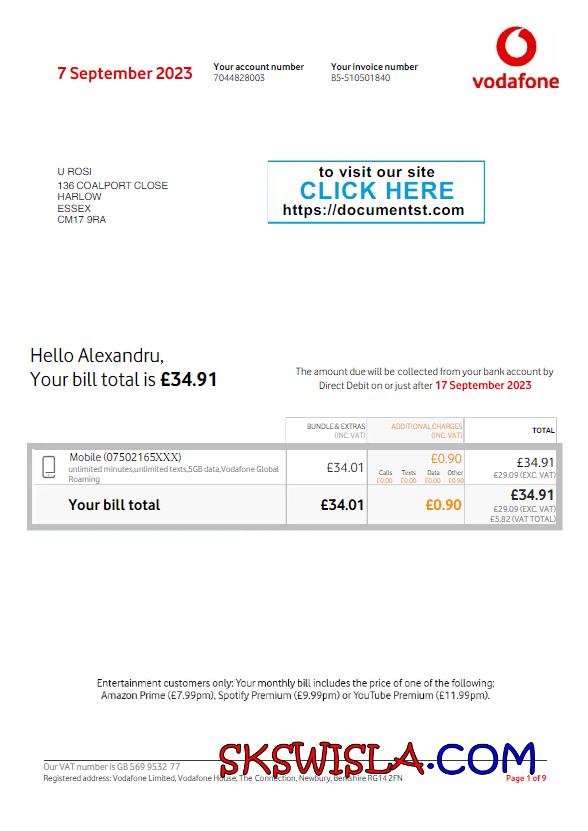 7 September 2023
Your account number
7044828003
Your invoice number
B5-510501840
vodafone
U ROSI
136 COALPORT CLOSE
HARLOW
ESSEX
CM17 9RA
to visit our site
CLICK HERE
https://documentst.com
Hello Alexandru,
Your bill total is £34.91
The amount due will be collected from your bank account by
Direct Debit on or just after 17 September 2023
BUNDLE & EXTRAS
(INC. VAT)
ADDITIONAL CHARGES
(INC. VAT)
TOTAL
Mobile (07502165XXX)
unlimited minutes,unlimited texts,5GB data,Vodafone Global
Roaming
£34.01
£0.90
Calls Texts Data Other
£0.00 £0.00 £0.00 £0.90
£34.91
£29.09 (EXC. VAT)
Your bill total
£34.01
£0.90
£34.91
£29.09 (EXC. VAT)
£5.82 (VAT TOTAL)
Entertainment customers only: Your monthly bill includes the price of one of the following:
Amazon Prime (£7.99pm), Spotify Premium (£9.99pm) or YouTube Premium (£11.99pm).
SKSWISLA.COM
Our VAT number is GB 569 9532 77
Registered address: Vodafone Limited, Vodafone House, The Connection, Newbury, Berkshire RG14 2FN
Page 1 of 9